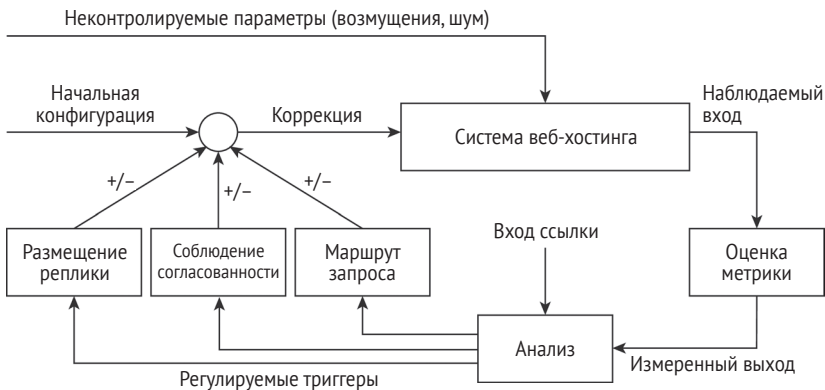 Неконтролируемые параметры (возмущения, шум)
Начальная
конфигурация
Коррекция
Система веб-хостинга
Наблюдаемый
вход
+/–
+/–
+/–
Размещение
реплики
Соблюдение
согласованности
Маршрут
запроса
Вход ссылки
Оценка
метрики
Анализ
Измеренный выход
Регулируемые триггеры